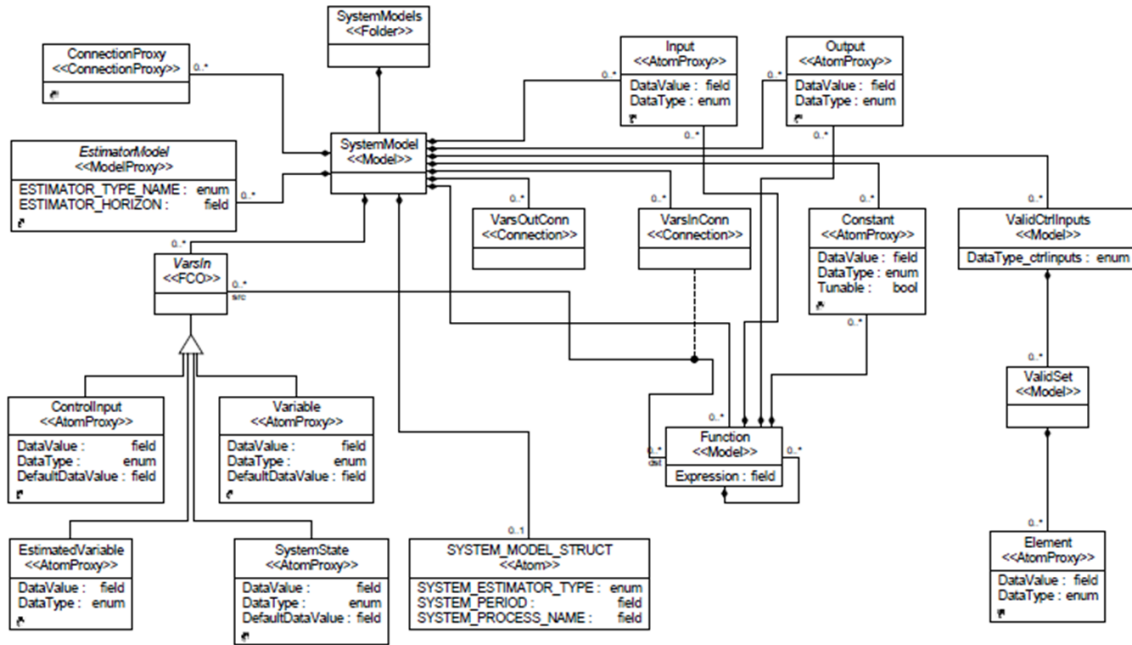 SystemModels
<<Folder>>
ConnectionProxy
<<ConnectionProxy>>
0..*
Input
<<AtomProxy>>
DataValue : field
DataType : enum
0..*
0..*
Output
<<AtomProxy>>
DataValue : field
DataType : enum
0..*
0..*
EstimatorModel
<<ModelProxy>>
ESTIMATOR_TYPE_NAME : enum
ESTIMATOR_HORIZON : field
0..*
SystemModel
<<Model>>
0..*
VarsIn
<<FCO>>
0..*
src
0..*
VarsOutConn
<<Connection>>
0..*
VarsInConn
<<Connection>>
0..*
Constant
<<AtomProxy>>
DataValue : field
DataType : enum
Tunable : bool
0..*
0..*
ValidCtrlInputs
<<Model>>
DataType_ctrlinputs : enum
0..*
ValidSet
<<Model>>
ControlInput
<<AtomProxy>>
DataValue : field
DataType : enum
DefaultDataValue : field
Variable
<<AtomProxy>>
DataValue : field
DataType : enum
DefaultDataValue : field
0..*
Function
<<Model>>
Expression : field
0..*
dst
0..*
EstimatedVariable
<<AtomProxy>>
DataValue : field
DataType : enum
SystemState
<<AtomProxy>>
DataValue : field
DataType : enum
DefaultDataValue : field
0..1
SYSTEM_MODEL_STRUCT
<<Atom>>
SYSTEM_ESTIMATOR_TYPE : enum
SYSTEM_PERIOD : field
SYSTEM_PROCESS_NAME : field
0..*
Element
<<AtomProxy>>
DataValue : field
DataType : enum